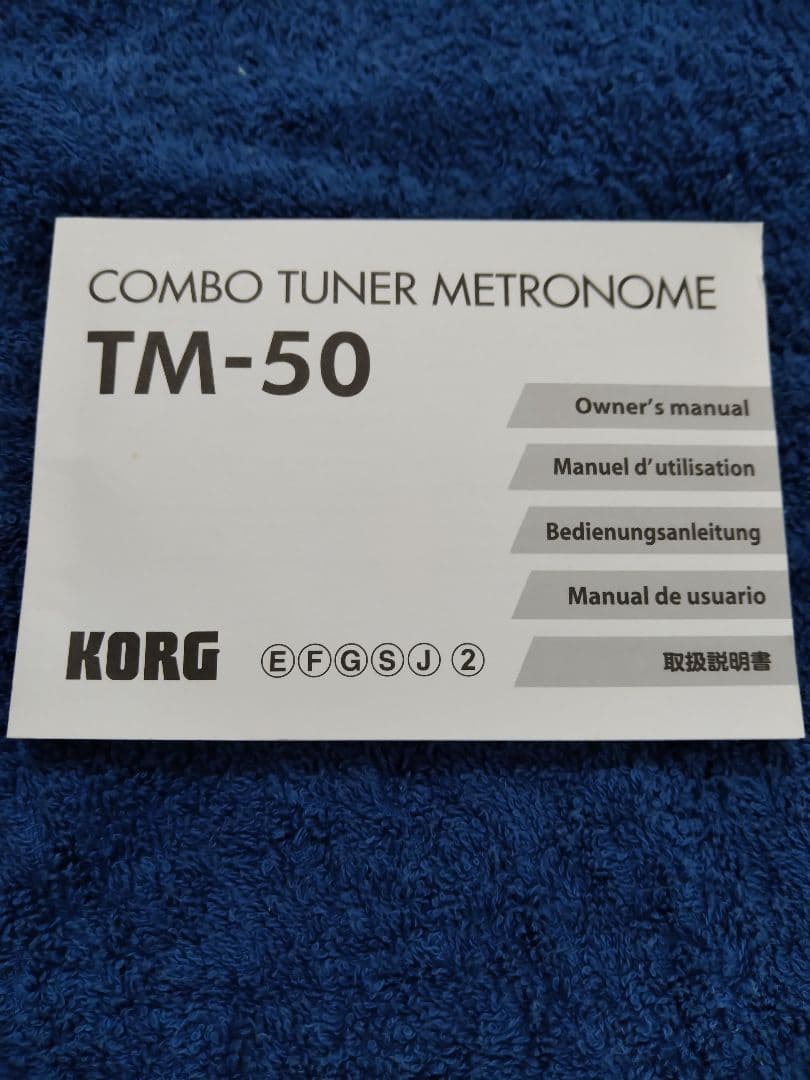 COMBO TUNER METRONOME
TM-50
Owner's manual
Manuel d'utilisation
Bedienungsanleitung
Manual de usuario
取扱説明書
KORG ⒺⒻⒼⓈⒿ ②